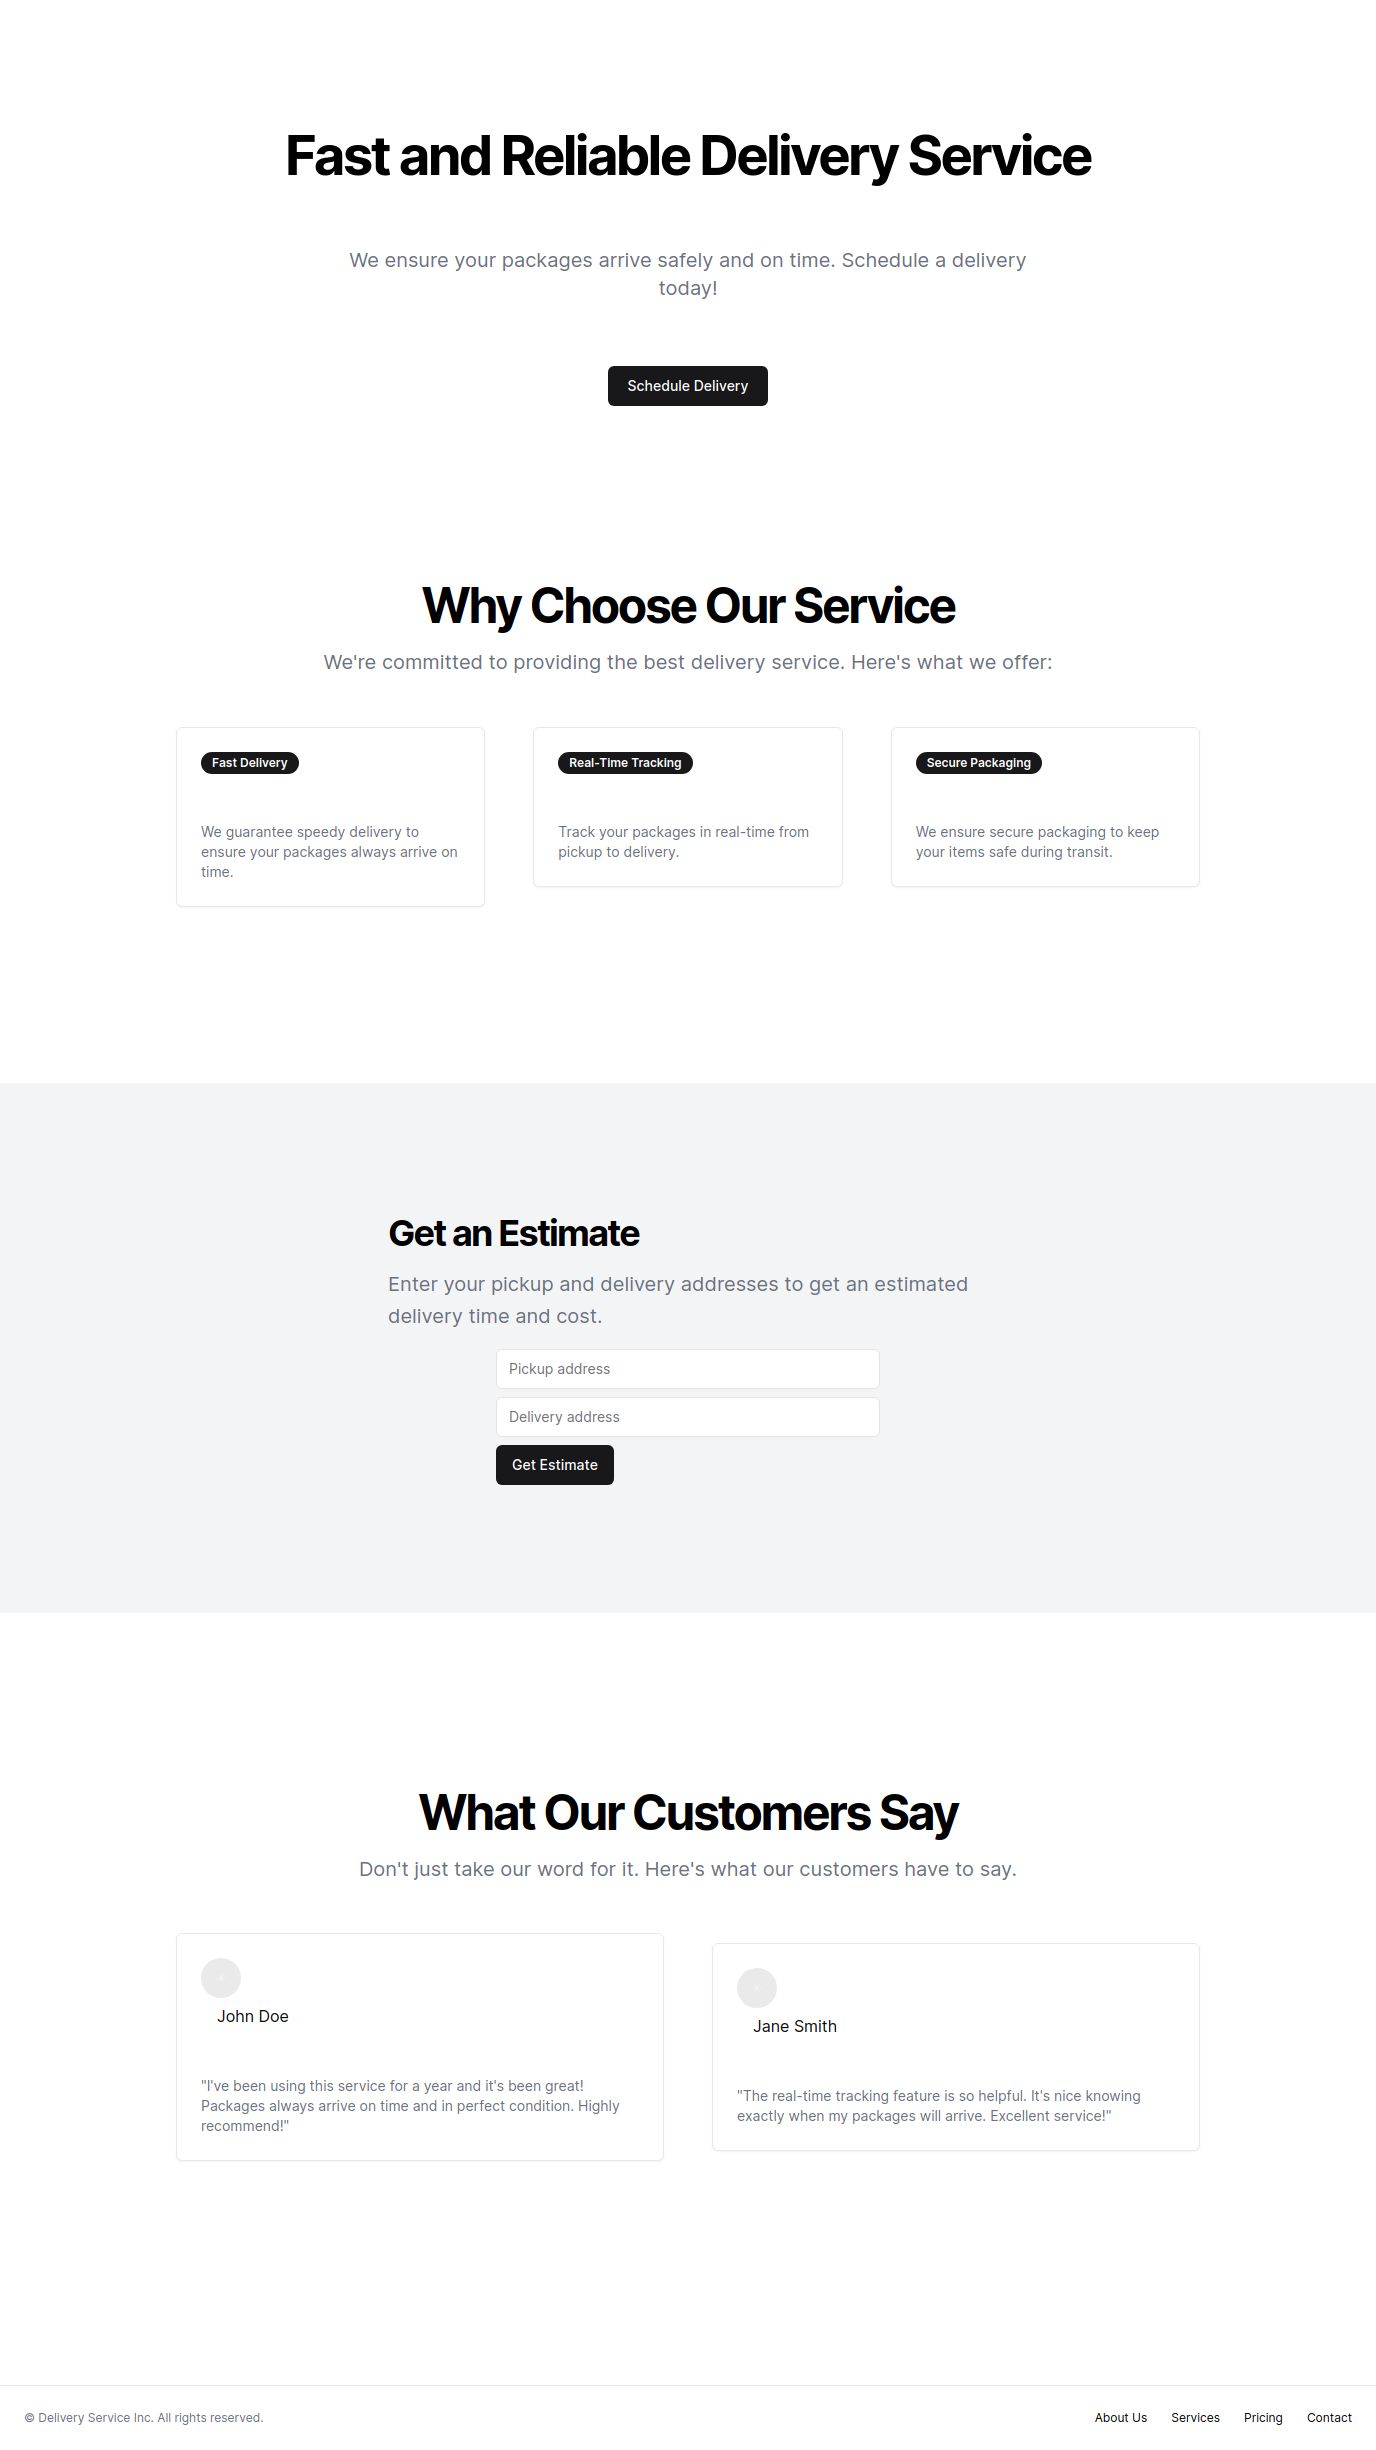 Fast and Reliable Delivery Service
We ensure your packages arrive safely and on time. Schedule a delivery
today!
Schedule Delivery
Why Choose Our Service
We're committed to providing the best delivery service. Here's what we offer:
Fast Delivery
We guarantee speedy delivery to
ensure your packages always arrive on
time.
Real-Time Tracking
Track your packages in real-time from
pickup to delivery.
Secure Packaging
We ensure secure packaging to keep
your items safe during transit.
Get an Estimate
Enter your pickup and delivery addresses to get an estimated
delivery time and cost.
Pickup address
Delivery address
Get Estimate
What Our Customers Say
Don't just take our word for it. Here's what our customers have to say.
John Doe
"I've been using this service for a year and it's been great!
Packages always arrive on time and in perfect condition. Highly
recommend!"
Jane Smith
"The real-time tracking feature is so helpful. It's nice knowing
exactly when my packages will arrive. Excellent service!"
© Delivery Service Inc. All rights reserved.
About Us
Services
Pricing
Contact